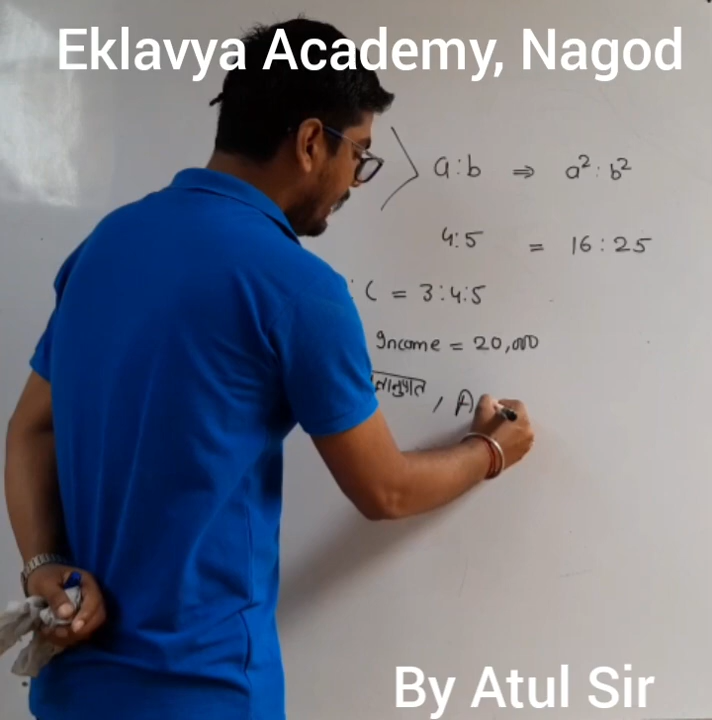 Eklavya Academy, Nagod
a:b ⇒ a²:b²
4:5 = 16:25
: C = 3:4:5
Income = 20,000
, A
By Atul Sir